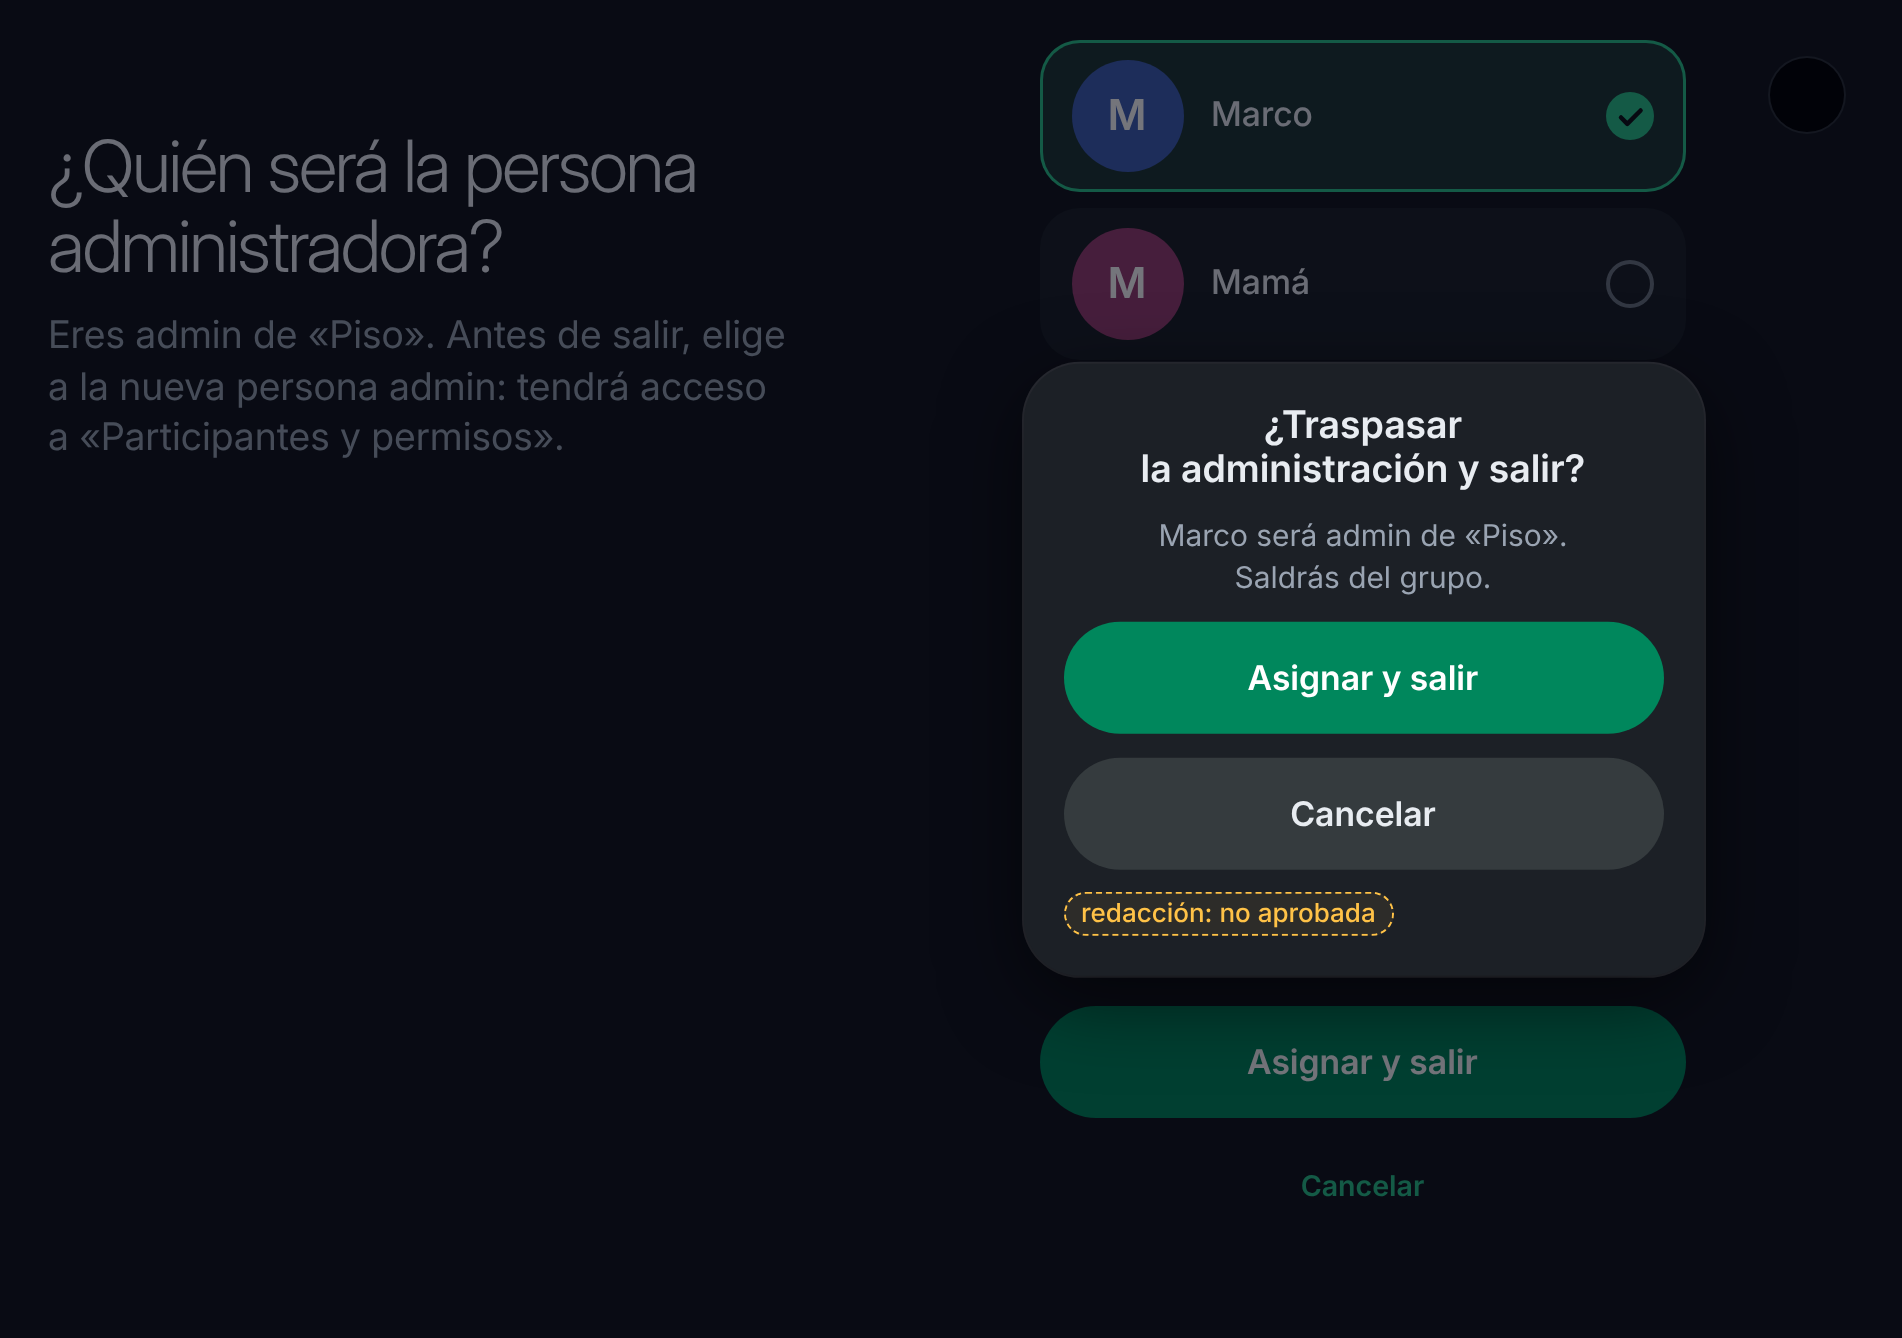 ¿Quién será la persona
administradora?
Eres admin de «Piso». Antes de salir, elige
a la nueva persona admin: tendrá acceso
a «Participantes y permisos».
M
Marco
M
Mamá
¿Traspasar
la administración y salir?
Marco será admin de «Piso».
Saldrás del grupo.
Asignar y salir
Cancelar
redacción: no aprobada
Asignar y salir
Cancelar